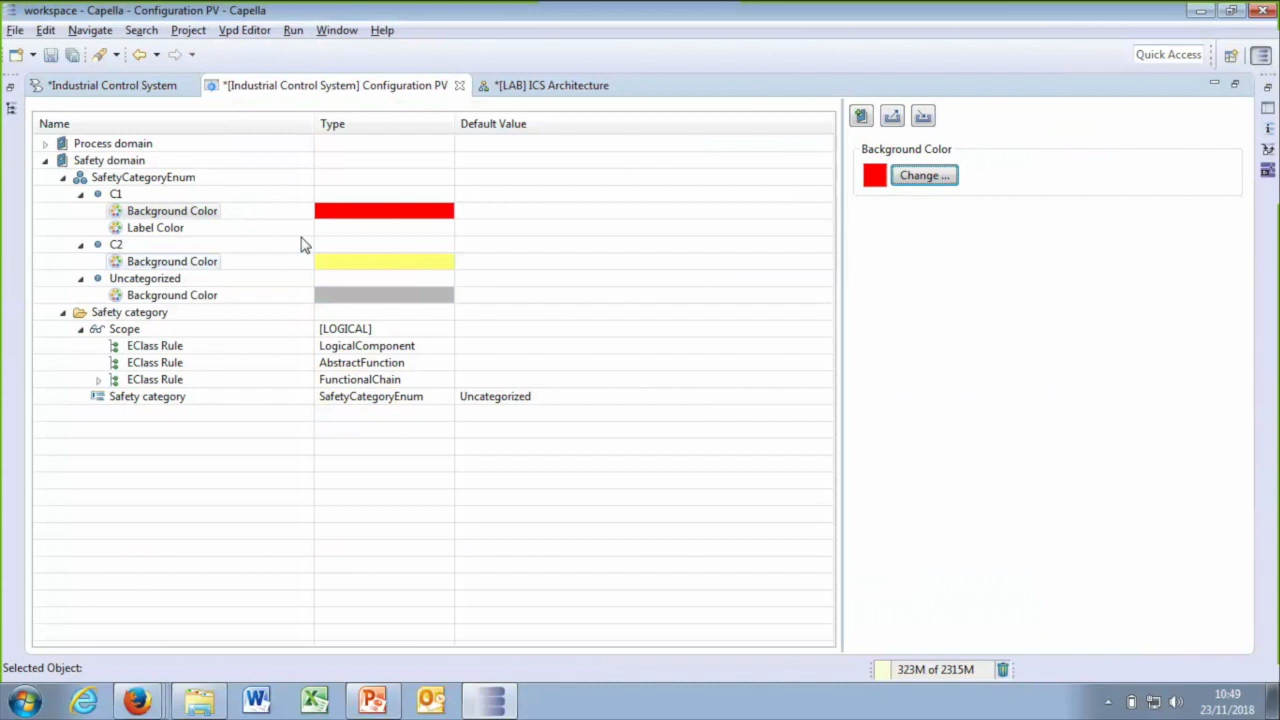 workspace - Capella - Configuration PV - Capella
File Edit Navigate Search Project Vpd Editor Run Window Help
Quick Access
*Industrial Control System
*[Industrial Control System] Configuration PV
*[LAB] ICS Architecture
Name Type Default Value
Process domain
Safety domain
SafetyCategoryEnum
C1
Background Color
Label Color
C2
Background Color
Uncategorized
Background Color
Safety category
Scope [LOGICAL]
EClass Rule LogicalComponent
EClass Rule AbstractFunction
EClass Rule FunctionalChain
Safety category SafetyCategoryEnum Uncategorized
Background Color
Change ...
Selected Object:
323M of 2315M
10:49
23/11/2018